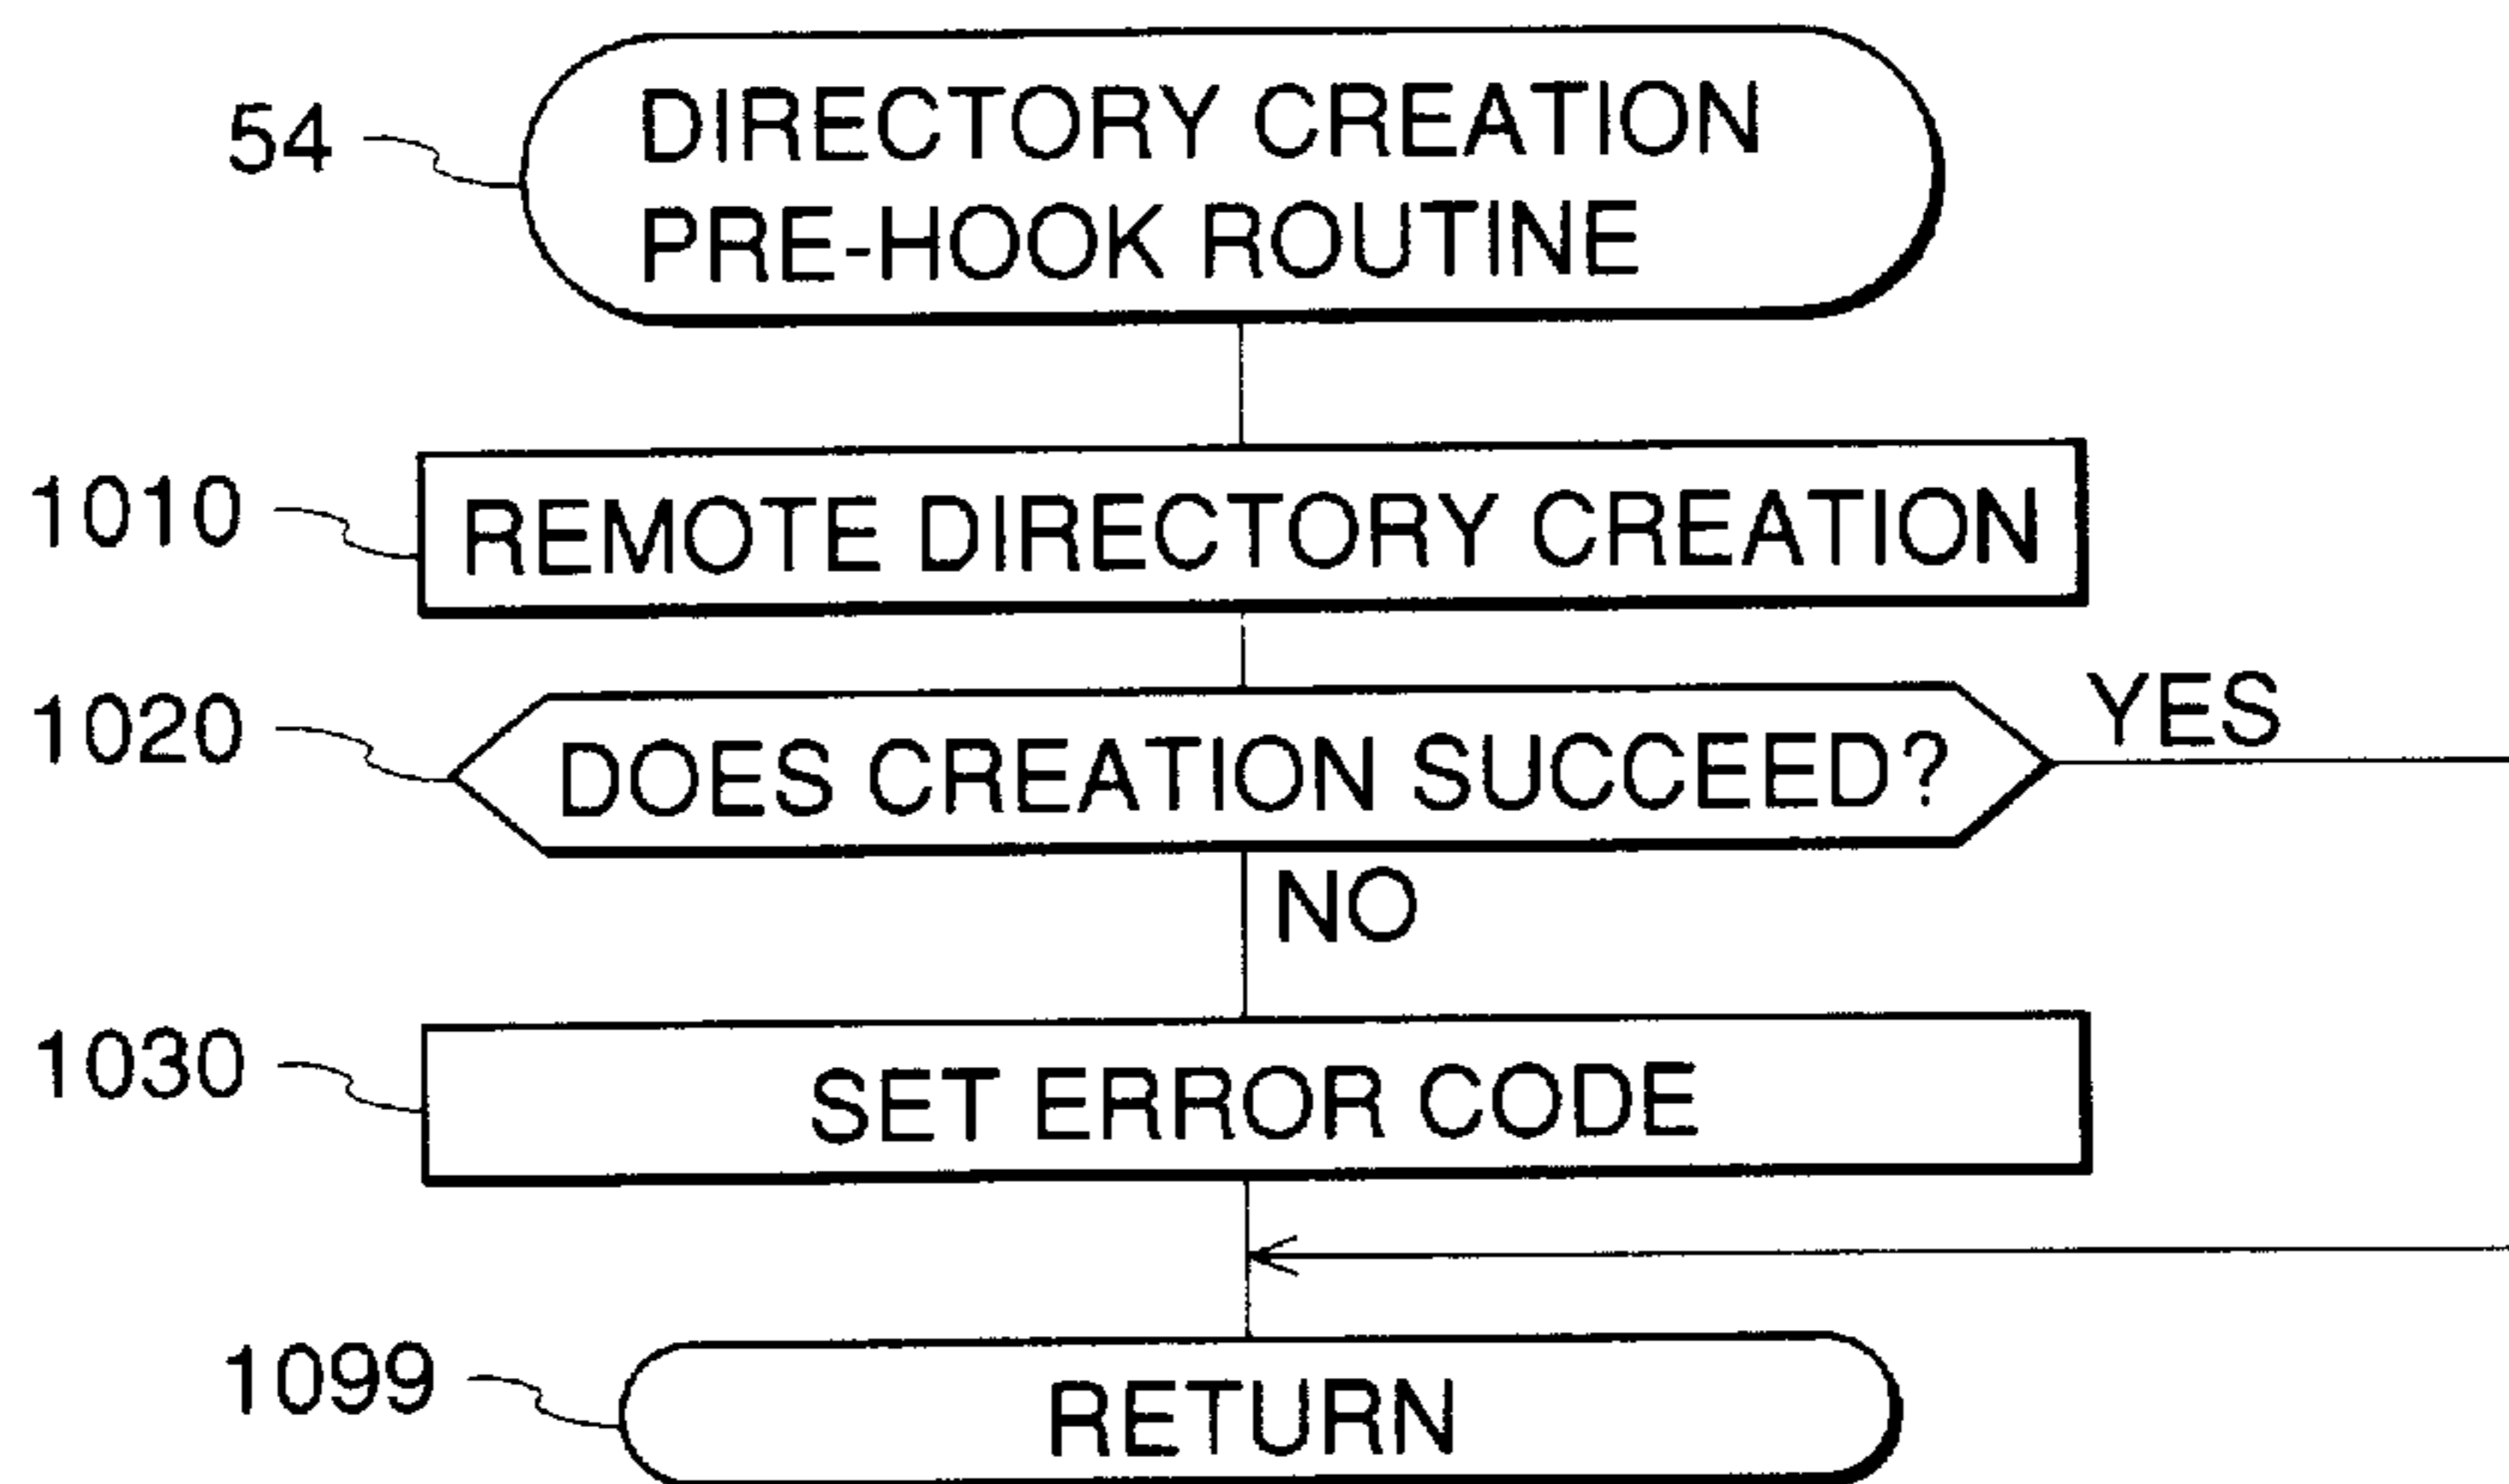 54
DIRECTORY CREATION
PRE-HOOK ROUTINE
1010
REMOTE DIRECTORY CREATION
1020
DOES CREATION SUCCEED?
YES
NO
1030
SET ERROR CODE
1099
RETURN